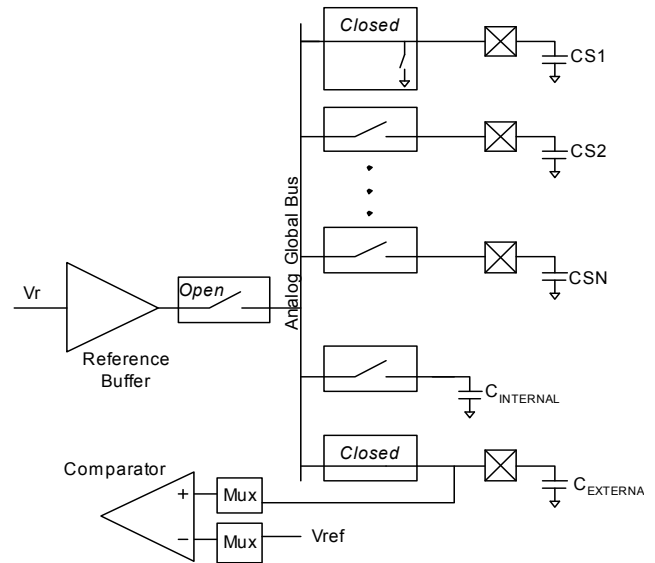 Closed
CS1
CS2
Analog Global Bus
CSN
Vr
Open
Reference
Buffer
C INTERNAL
Closed
Comparator
+
Mux
C EXTERNA
−
Mux
Vref